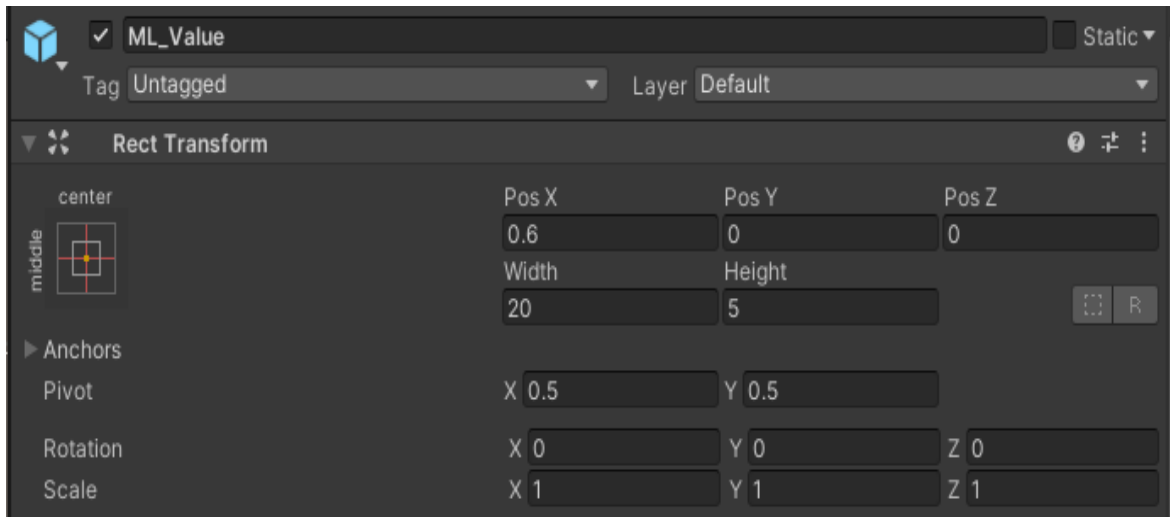 ML_Value Static
Tag Untagged Layer Default
Rect Transform
center
middle
Pos X Pos Y Pos Z
0.6 0 0
Width Height
20 5
R
Anchors
Pivot X 0.5 Y 0.5
Rotation X 0 Y 0 Z 0
Scale X 1 Y 1 Z 1